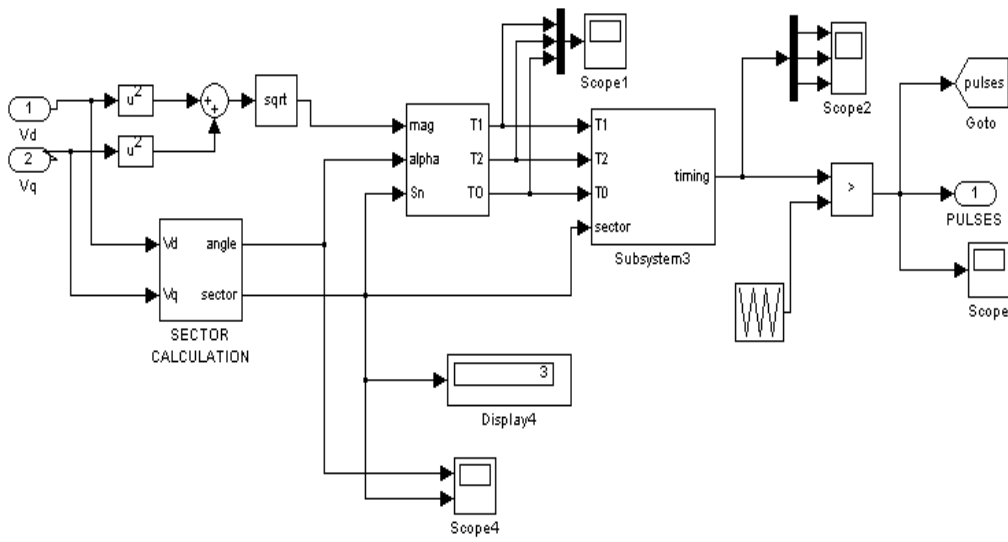 1
Vd
2
Vq
u2
u2
+
+
sqrt
mag
alpha
Sn
T1
T2
TO
Scope1
T1
T2
T0
sector
timing
Subsystem3
Scope2
>
pulses
Goto
1
PULSES
Scope
Vd
Vq
angle
sector
SECTOR
CALCULATION
3
Display4
Scope4